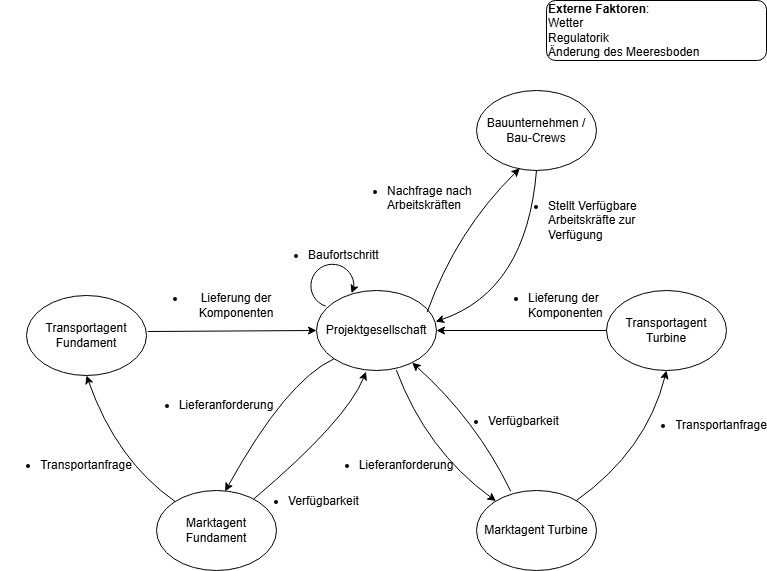 Externe Faktoren:
Wetter
Regulatorik
Änderung des Meeresboden
Bauunternehmen /
Bau-Crews
• Nachfrage nach
Arbeitskräften
• Stellt Verfügbare
Arbeitskräfte zur
Verfügung
• Baufortschritt
• Lieferung der
Komponenten
• Lieferung der
Komponenten
Transportagent
Fundament
Projektgesellschaft
Transportagent
Turbine
• Lieferanforderung
• Verfügbarkeit
• Transportanfrage
• Transportanfrage
• Lieferanforderung
• Verfügbarkeit
Marktagent
Fundament
Marktagent Turbine